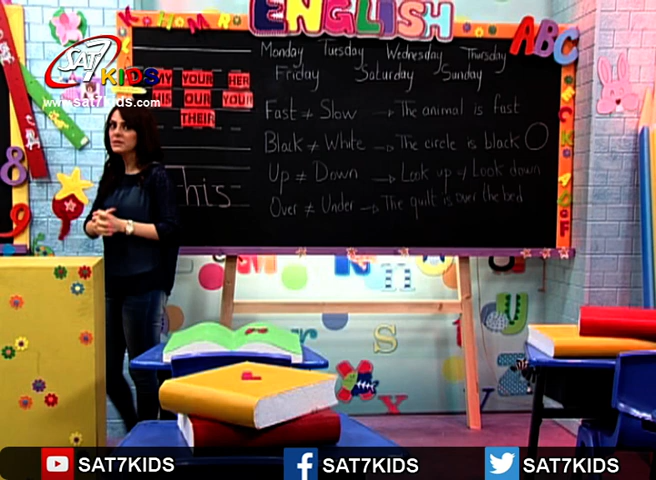 ENGLISH
ABC
SAT7
KIDS
www.sat7kids.com
Monday Tuesday Wednesday Thursday
Friday Saturday Sunday
MY YOUR HER
HIS OUR YOUR
THEIR
Fast ≠ Slow → The animal is fast
Black ≠ White → The circle is black
Up ≠ Down → Look up ≠ Look down
Over ≠ Under → The quilt is over the bed
This
SAT7KIDS SAT7KIDS SAT7KIDS